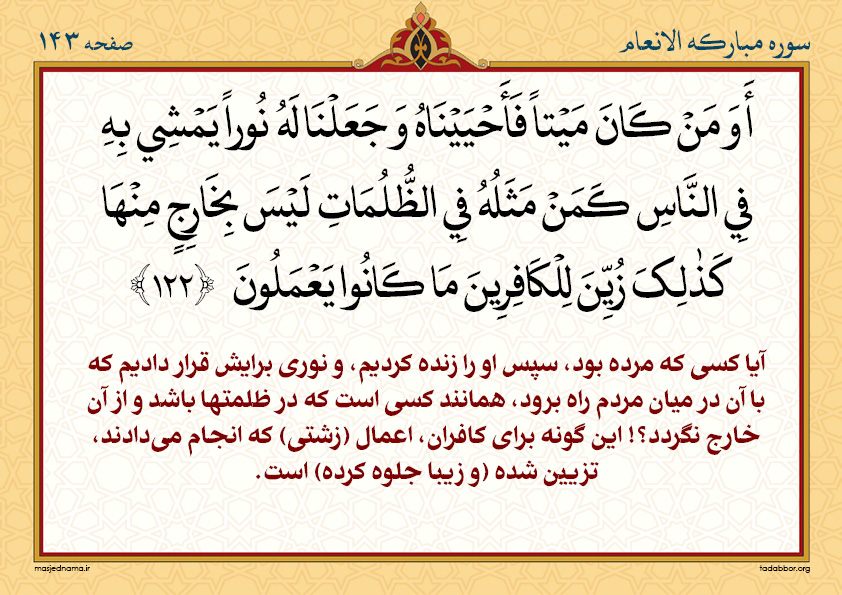 سوره مبارکه الانعام
صفحه ۱۴۳
أَوَمَنْ كَانَ مَيْتاً فَأَحْيَيْنَاهُ وَ جَعَلْنَا لَهُ نُوراً يَمْشِي بِهِ
فِي النَّاسِ كَمَنْ مَثَلُهُ فِي الظُّلُمَاتِ لَيْسَ بِخَارِجٍ مِنْهَا
كَذٰلِکَ زُيِّنَ لِلْكَافِرِينَ مَا كَانُوا يَعْمَلُونَ ﴿۱۲۲﴾
آیا کسی که مرده بود، سپس او را زنده کردیم، و نوری برایش قرار دادیم که
با آن در میان مردم راه برود، همانند کسی است که در ظلمتها باشد و از آن
خارج نگردد؟! این گونه برای کافران، اعمال (زشتی) که انجام می‌دادند،
تزیین شده (و زیبا جلوه کرده) است.
masjednama.ir
tadabbor.org